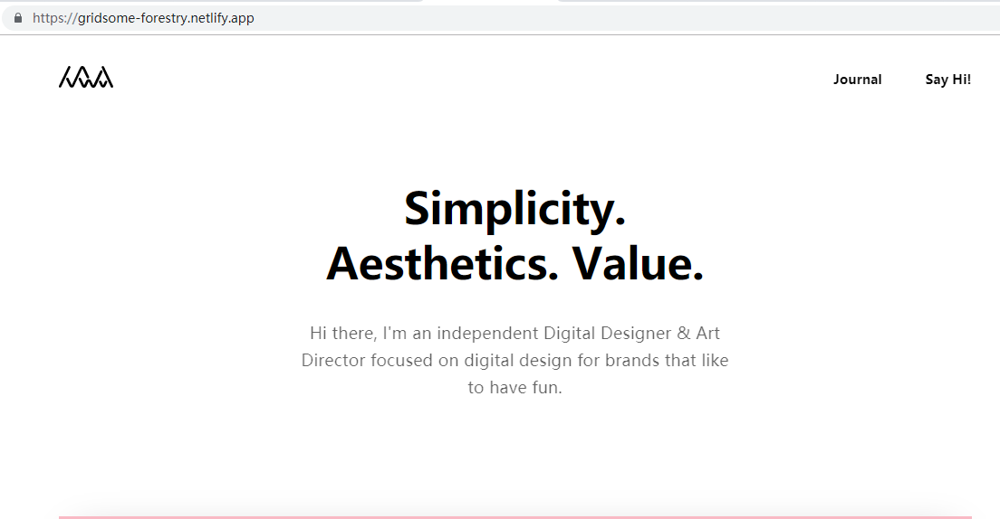 https://gridsome-forestry.netlify.app
Journal
Say Hi!
Simplicity.
Aesthetics. Value.
Hi there, I'm an independent Digital Designer & Art
Director focused on digital design for brands that like
to have fun.